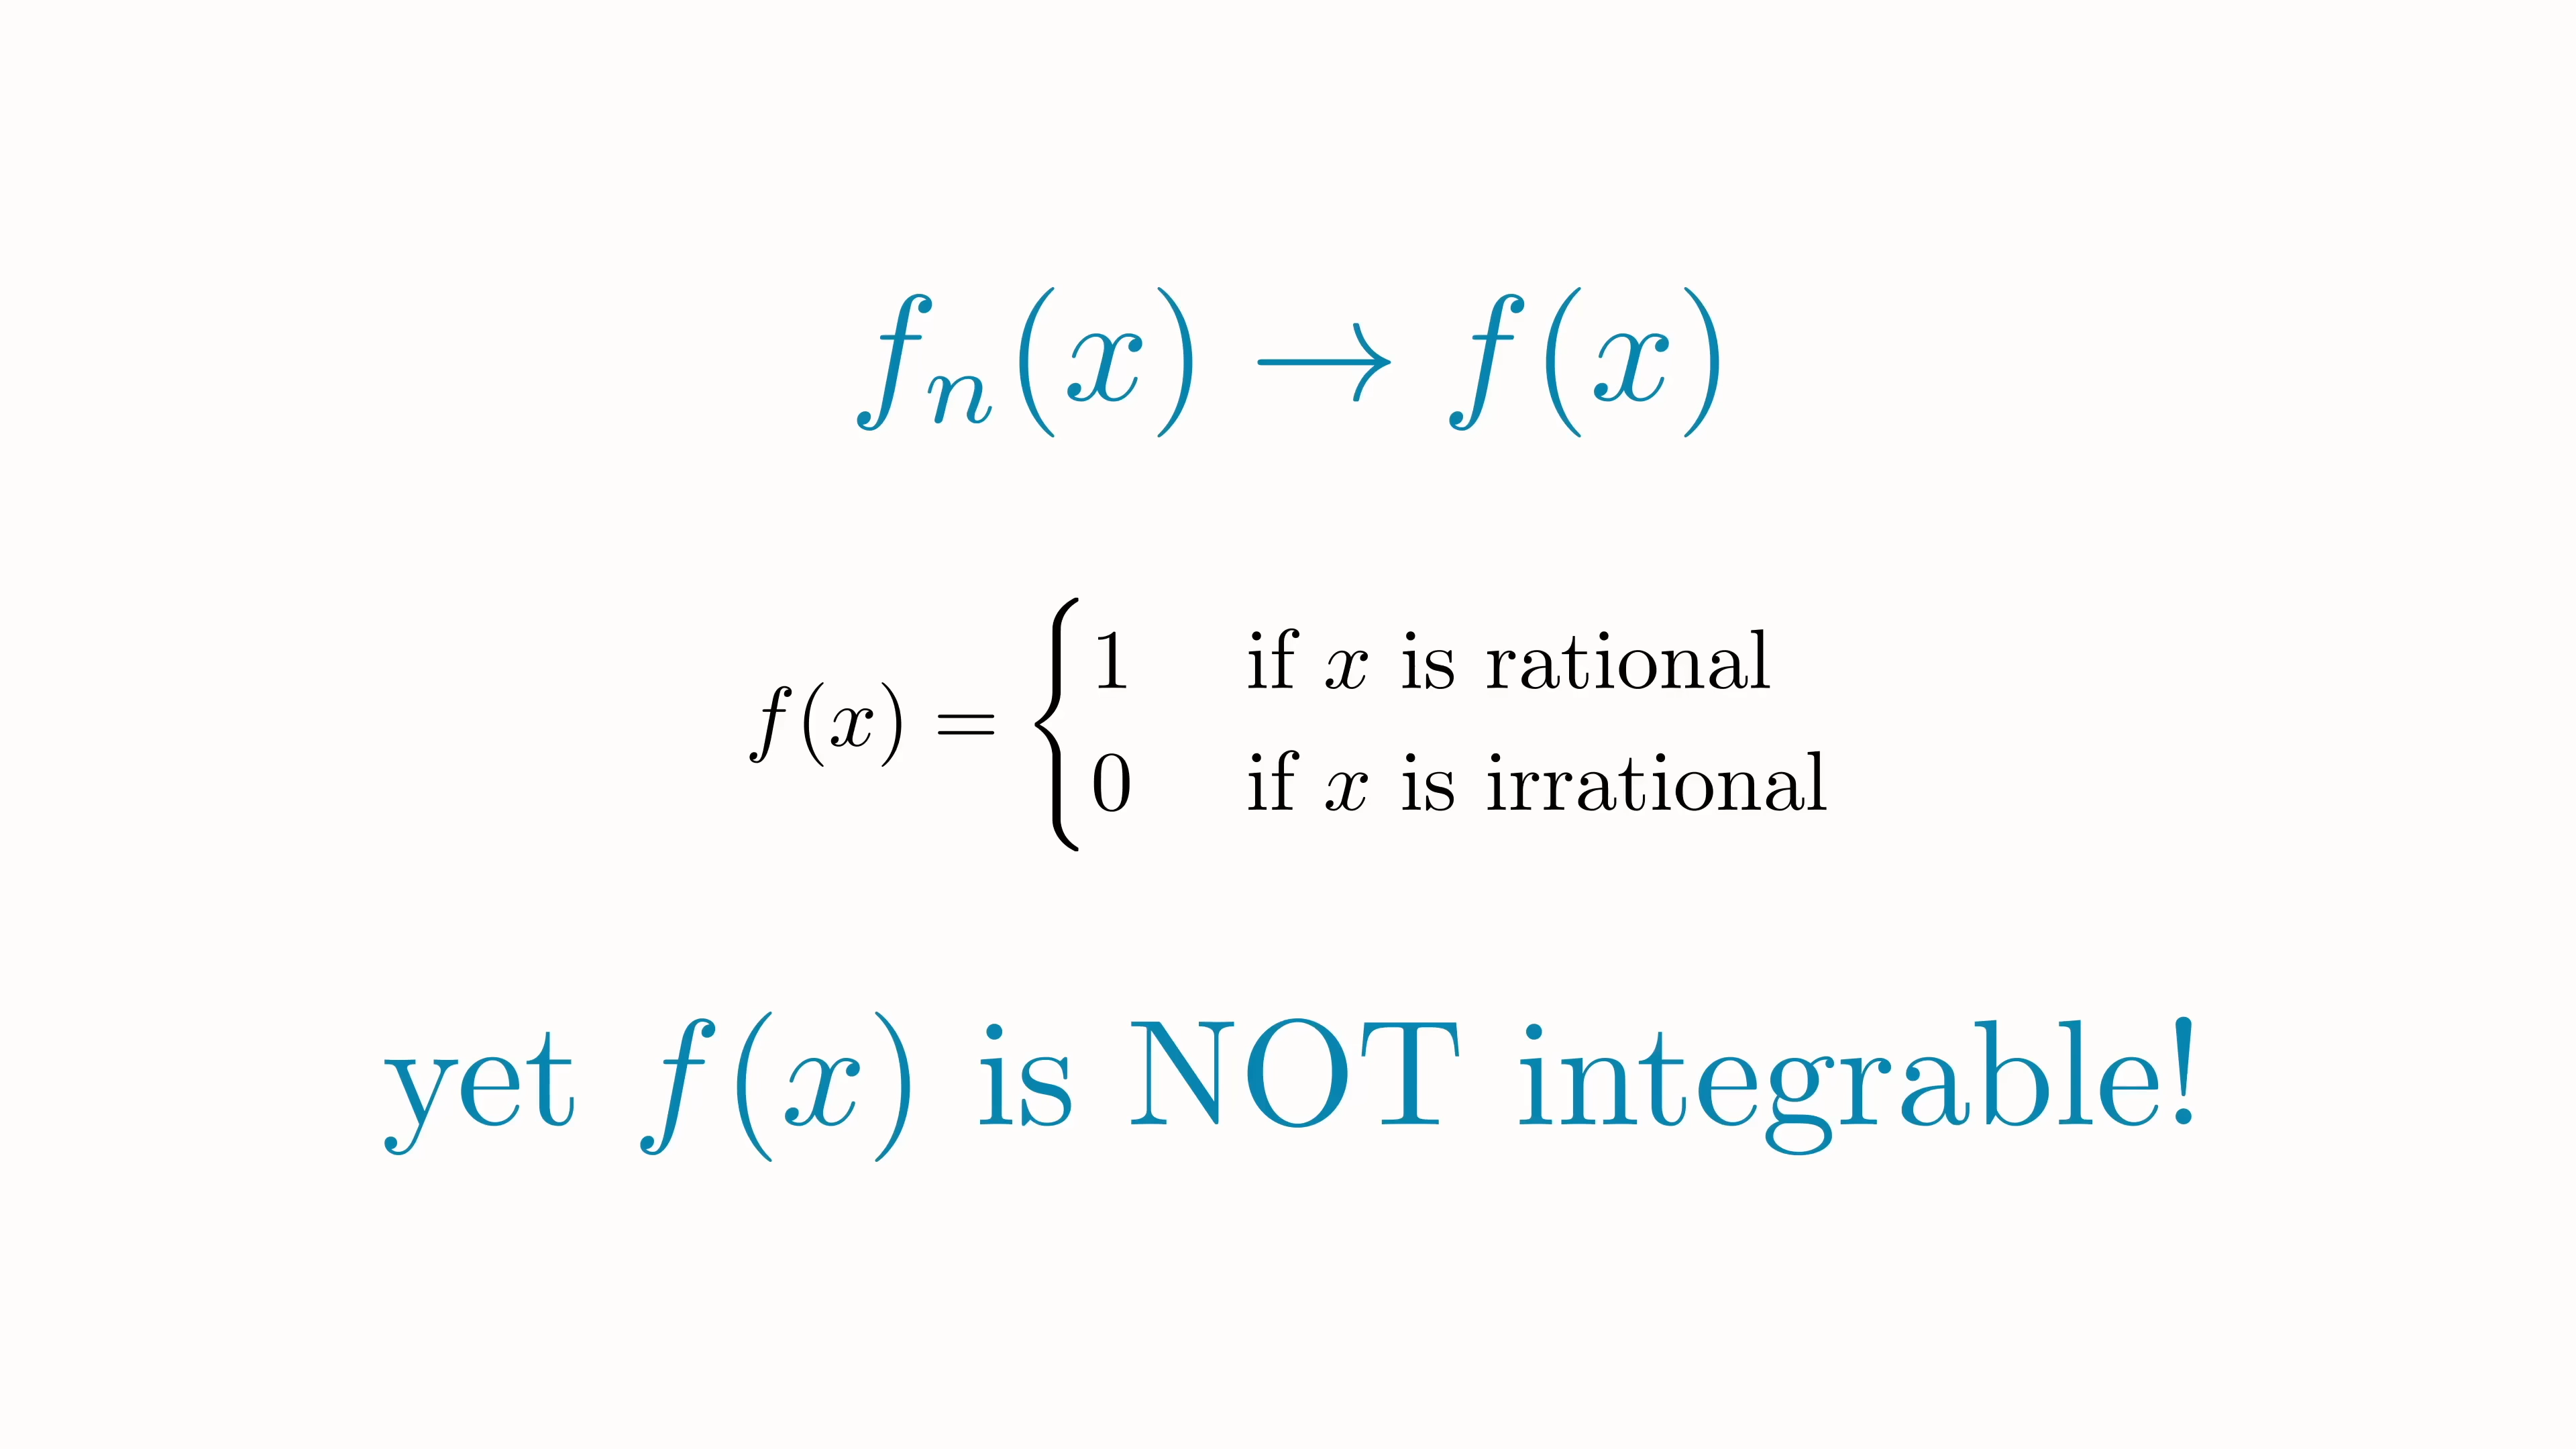 fₙ(x) → f(x)
f(x) = { 1 if x is rational
0 if x is irrational
yet f(x) is NOT integrable!